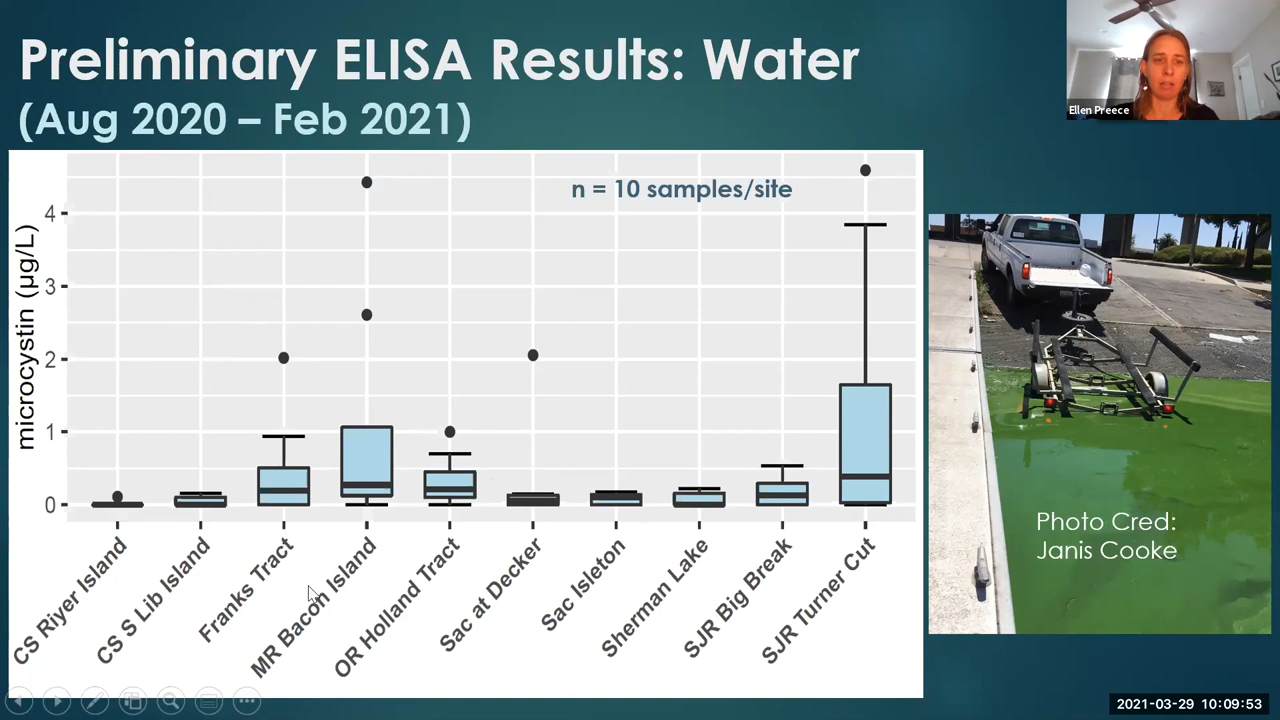 Preliminary ELISA Results: Water
(Aug 2020 – Feb 2021)
Ellen Preece
n = 10 samples/site
microcystin (µg/L)
4
3
2
1
0
CS Riyer Island
CS S Lib Island
Franks Tract
MR Bacon Island
OR Holland Tract
Sac at Decker
Sac Isleton
Sherman Lake
SJR Big Break
SJR Turner Cut
Photo Cred:
Janis Cooke
2021-03-29 10:09:53